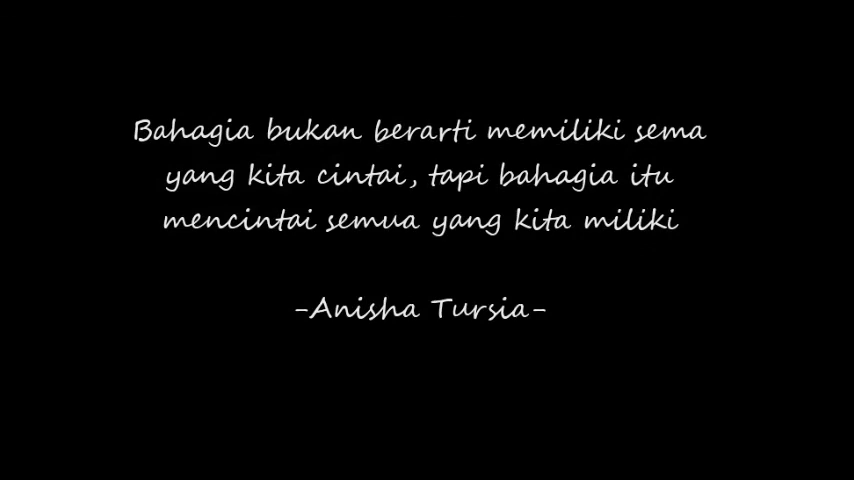 Bahagia bukan berarti memiliki sema
yang kita cintai, tapi bahagia itu
mencintai semua yang kita miliki
-Anisha Tursia-